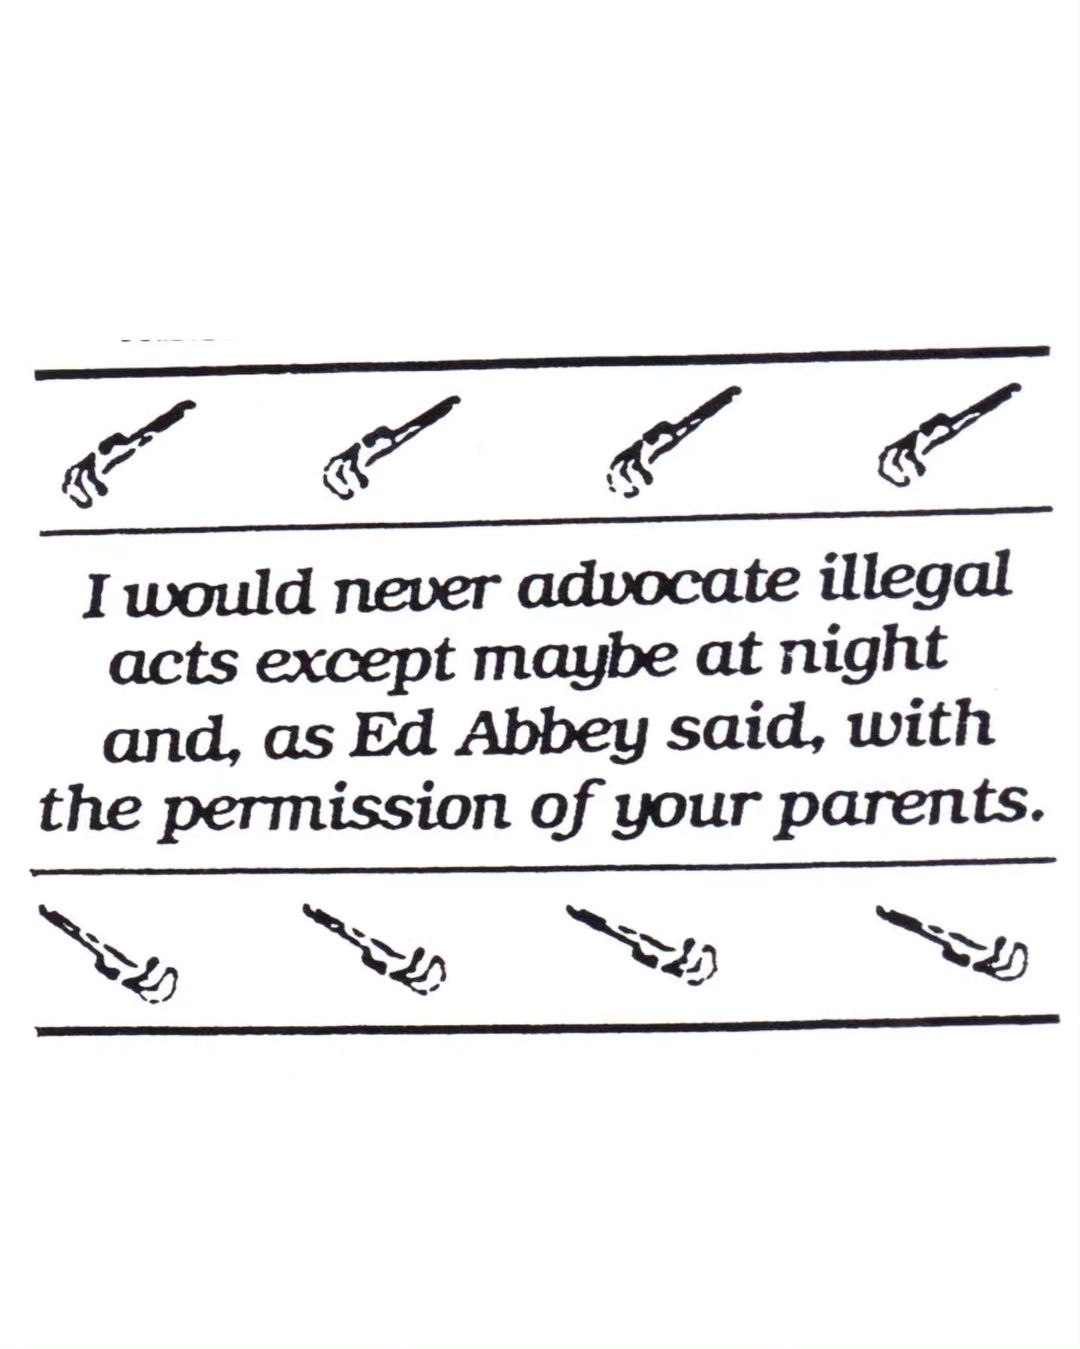 I would never advocate illegal
acts except maybe at night
and, as Ed Abbey said, with
the permission of your parents.